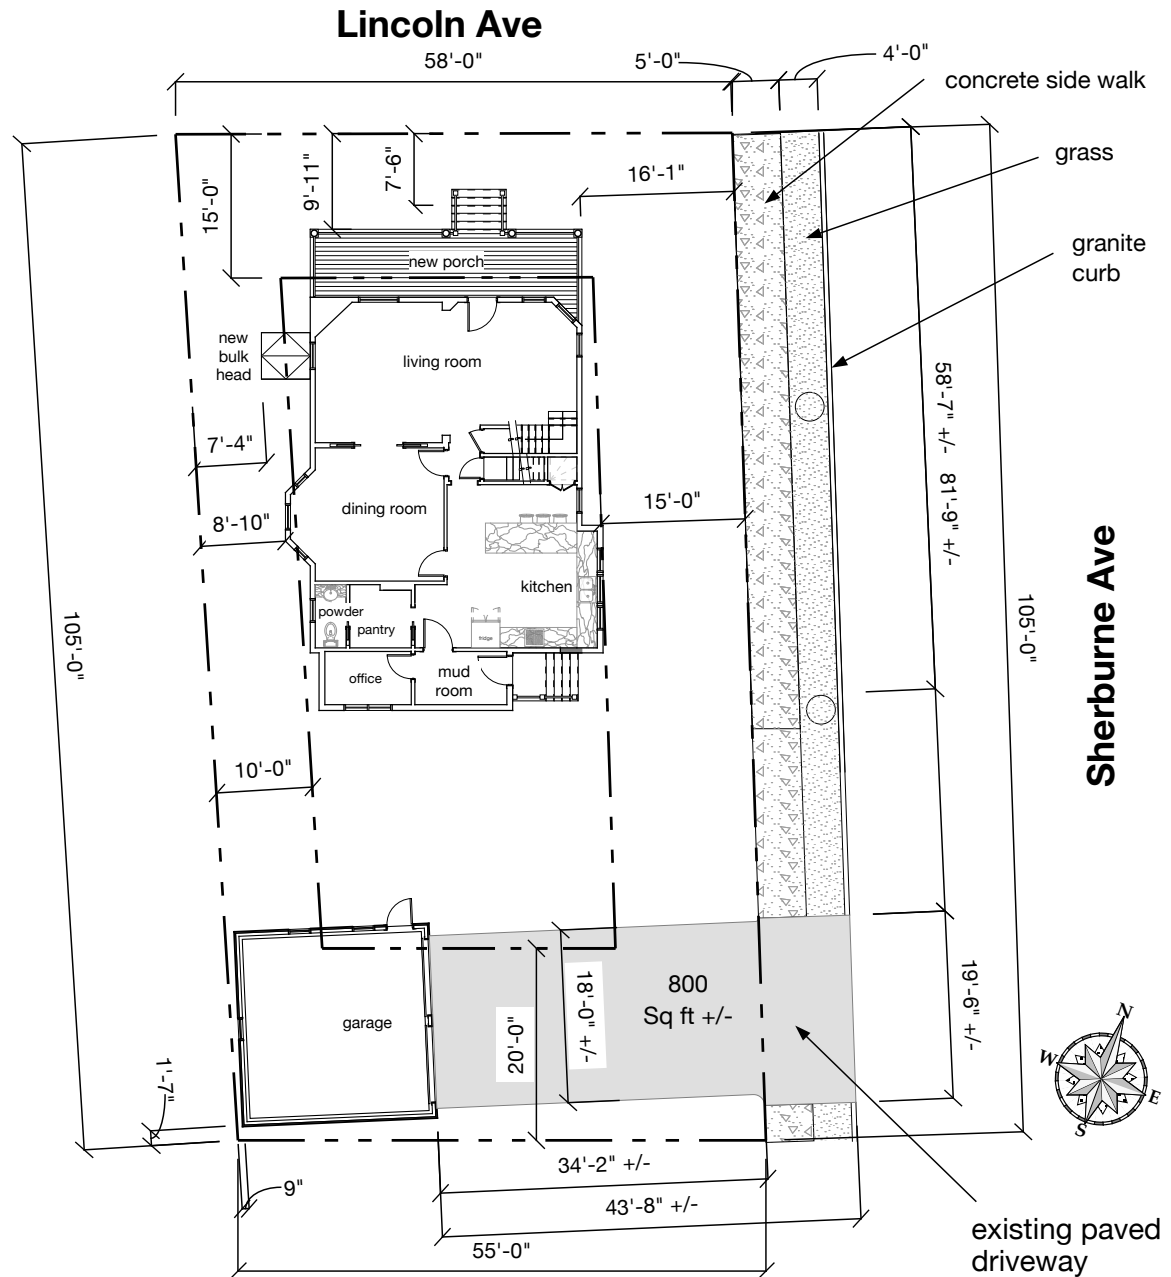 Lincoln Ave
58'-0"
5'-0"
4'-0"
concrete side walk
grass
granite
curb
15'-0"
9'-11"
7'-6"
16'-1"
new porch
new
bulk
head
living room
7'-4"
8'-10"
dining room
15'-0"
58'-7" +/-
81'-9" +/-
kitchen
powder
pantry
fridge
office
mud
room
105'-0"
105'-0"
Sherburne Ave
10'-0"
garage
20'-0"
18'-0" +/-
800
Sq ft +/-
19'-6" +/-
N
W
E
S
1'-7"
9"
34'-2" +/-
43'-8" +/-
55'-0"
existing paved
driveway